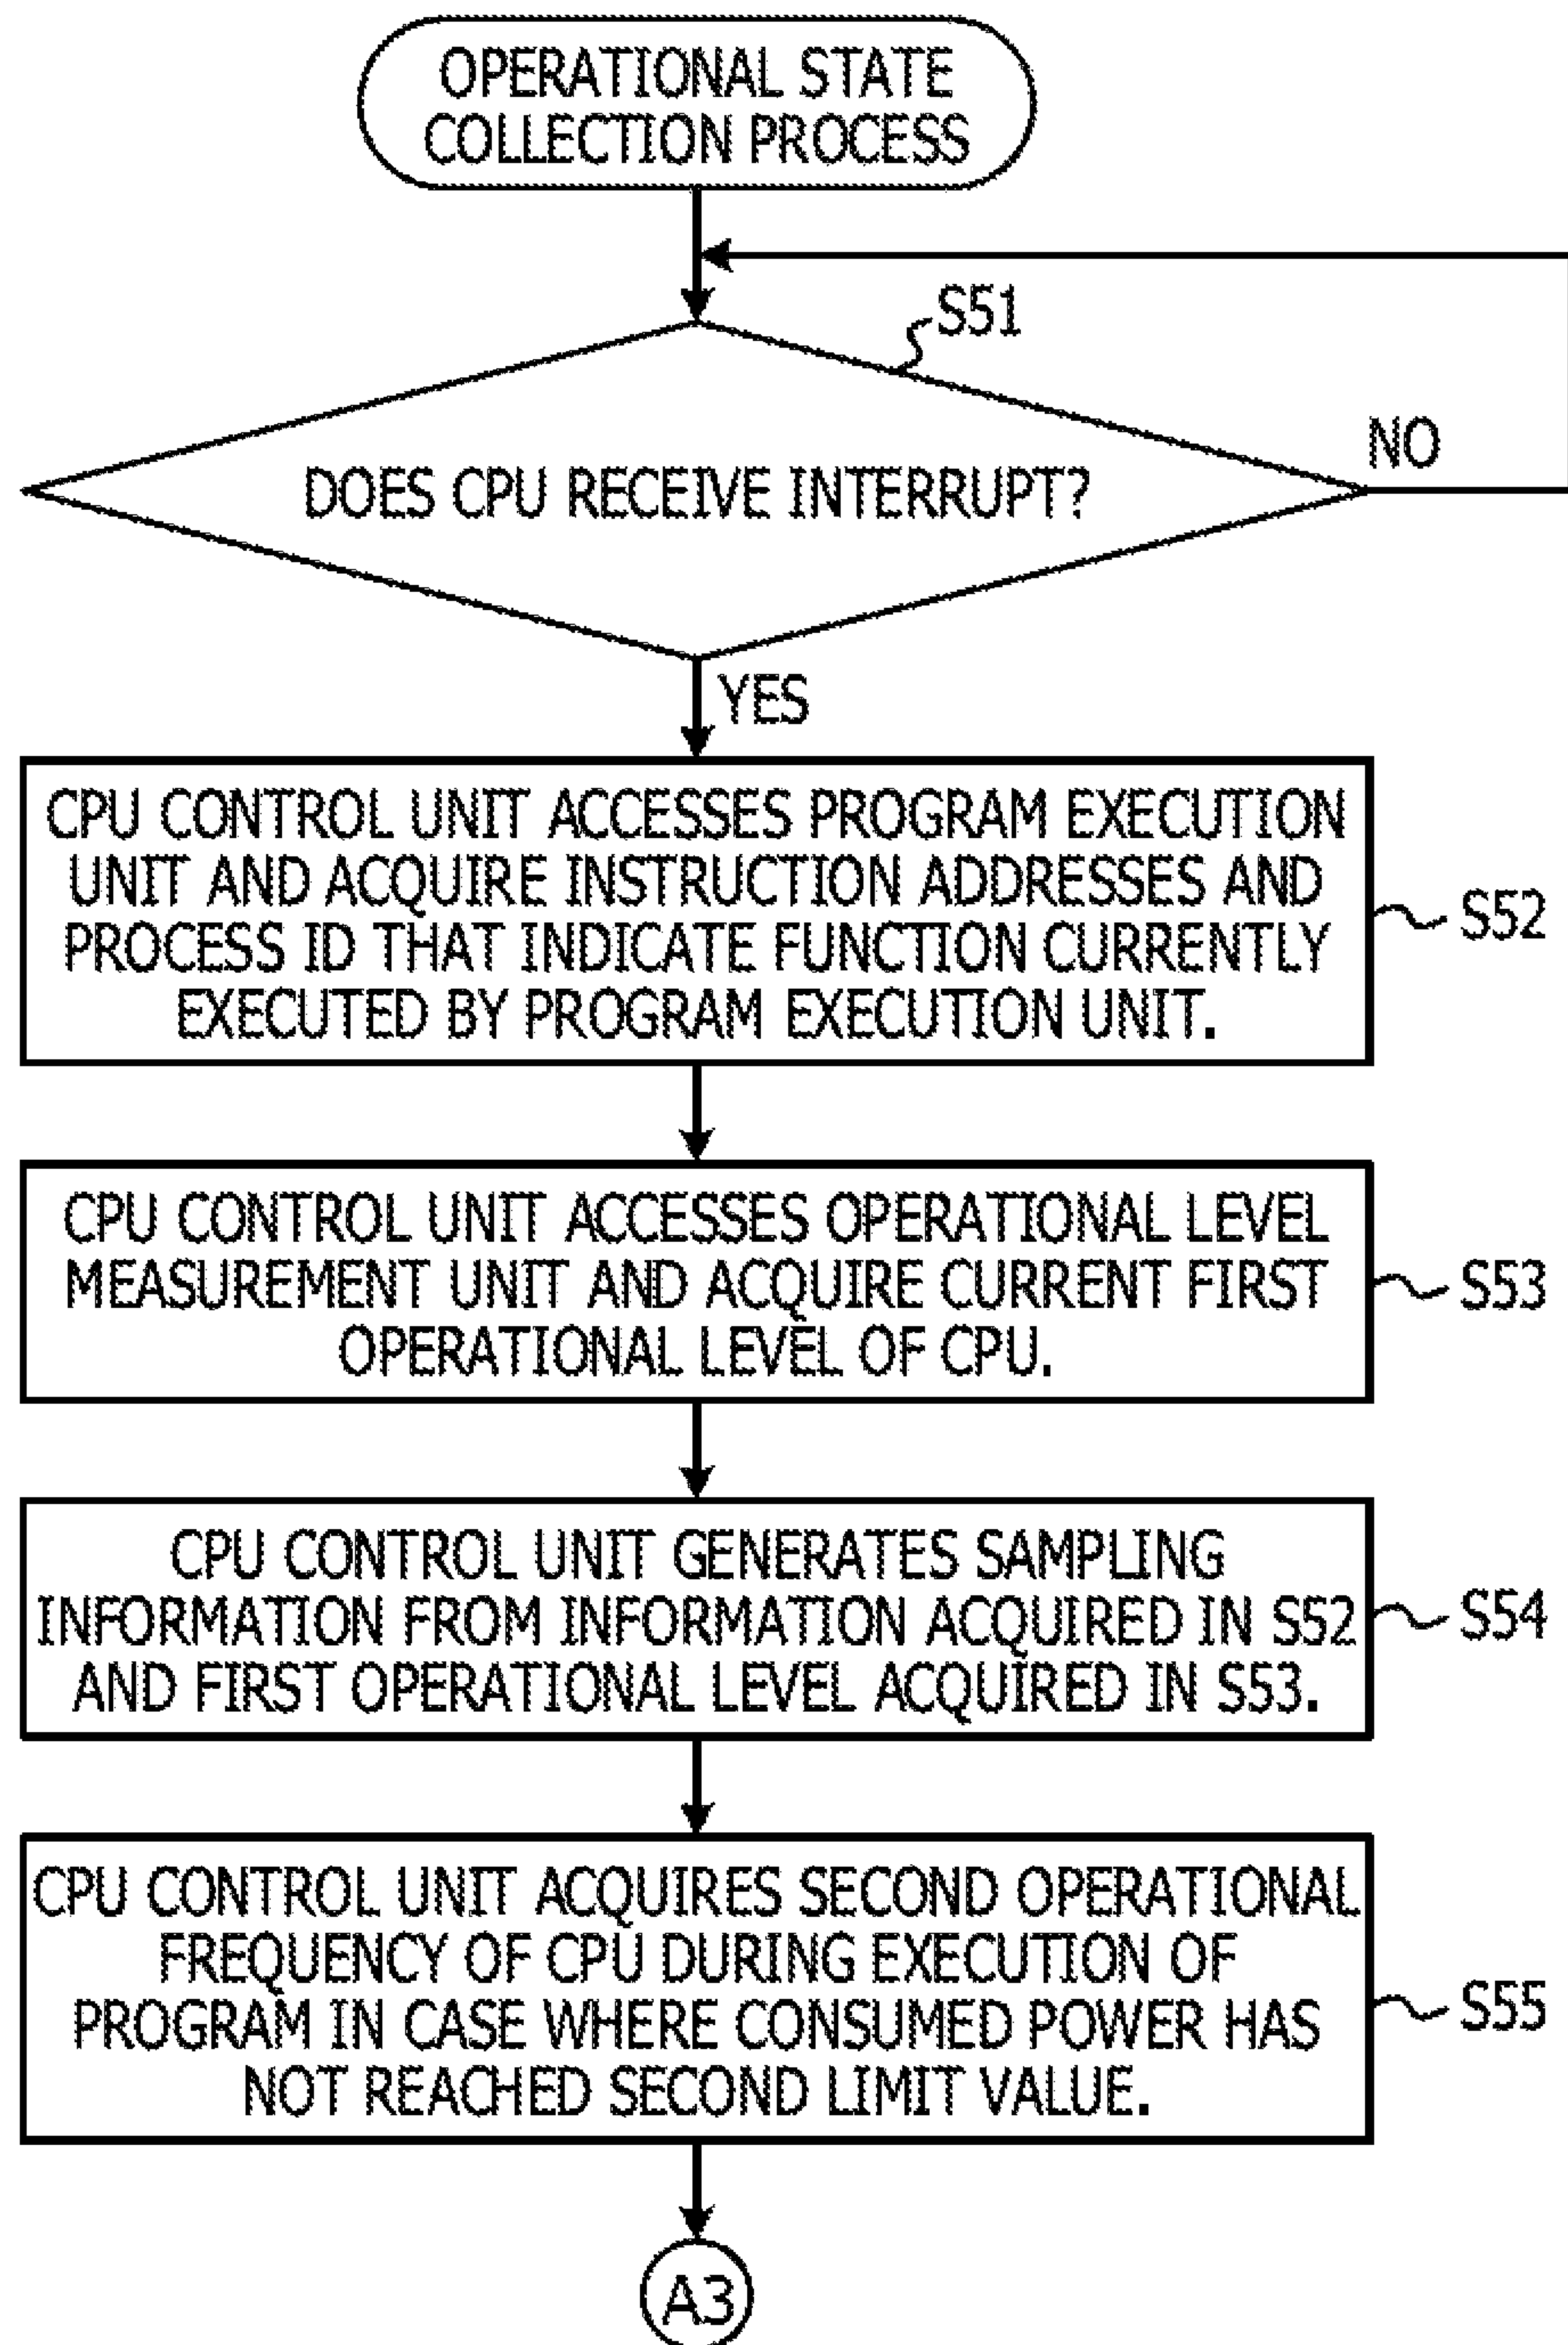 OPERATIONAL STATE
COLLECTION PROCESS
S51
NO
DOES CPU RECEIVE INTERRUPT?
YES
CPU CONTROL UNIT ACCESSES PROGRAM EXECUTION
UNIT AND ACQUIRE INSTRUCTION ADDRESSES AND
PROCESS ID THAT INDICATE FUNCTION CURRENTLY
EXECUTED BY PROGRAM EXECUTION UNIT.
S52
CPU CONTROL UNIT ACCESSES OPERATIONAL LEVEL
MEASUREMENT UNIT AND ACQUIRE CURRENT FIRST
OPERATIONAL LEVEL OF CPU.
S53
CPU CONTROL UNIT GENERATES SAMPLING
INFORMATION FROM INFORMATION ACQUIRED IN S52
AND FIRST OPERATIONAL LEVEL ACQUIRED IN S53.
S54
CPU CONTROL UNIT ACQUIRES SECOND OPERATIONAL
FREQUENCY OF CPU DURING EXECUTION OF
PROGRAM IN CASE WHERE CONSUMED POWER HAS
NOT REACHED SECOND LIMIT VALUE.
S55
A3